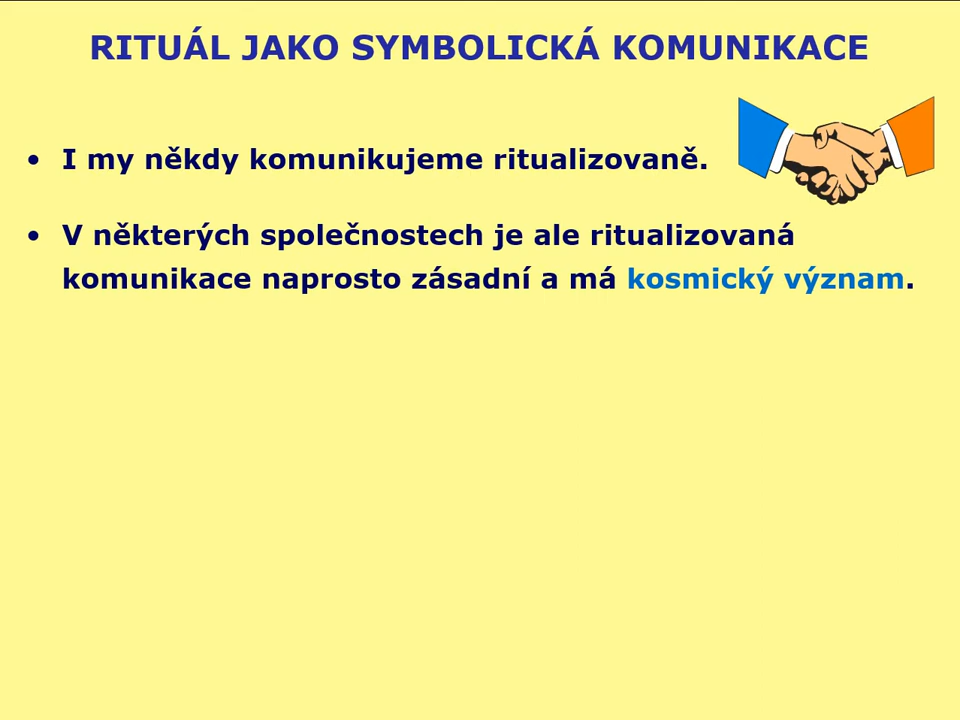 RITUÁL JAKO SYMBOLICKÁ KOMUNIKACE
• I my někdy komunikujeme ritualizovaně.
• V některých společnostech je ale ritualizovaná
komunikace naprosto zásadní a má kosmický význam.